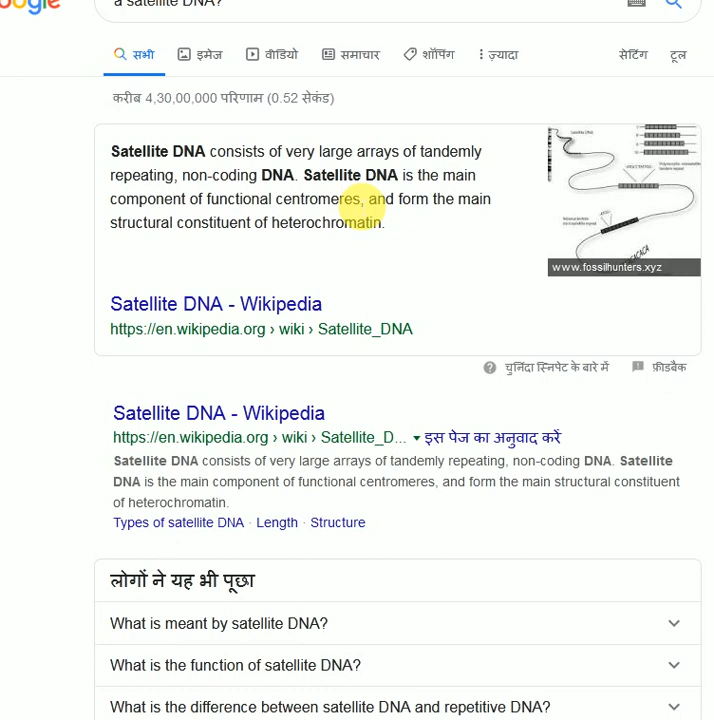 a satellite DNA?
सभी इमेज वीडियो समाचार शॉपिंग ज़्यादा सेटिंग टूल
करीब 4,30,00,000 परिणाम (0.52 सेकंड)
Satellite DNA consists of very large arrays of tandemly
repeating, non-coding DNA. Satellite DNA is the main
component of functional centromeres, and form the main
structural constituent of heterochromatin.
www.fossilhunters.xyz
Satellite DNA - Wikipedia
https://en.wikipedia.org › wiki › Satellite_DNA
चुनिंदा स्निपेट के बारे में फ़ीडबैक
Satellite DNA - Wikipedia
https://en.wikipedia.org › wiki › Satellite_D... इस पेज का अनुवाद करें
Satellite DNA consists of very large arrays of tandemly repeating, non-coding DNA. Satellite
DNA is the main component of functional centromeres, and form the main structural constituent
of heterochromatin.
Types of satellite DNA · Length · Structure
लोगों ने यह भी पूछा
What is meant by satellite DNA?
What is the function of satellite DNA?
What is the difference between satellite DNA and repetitive DNA?